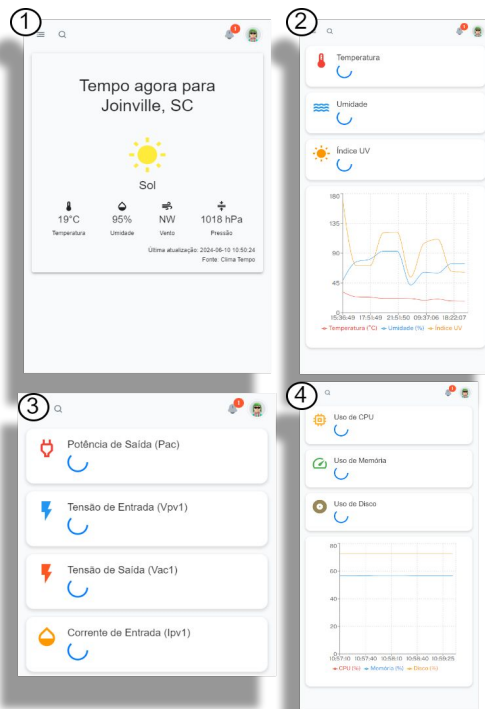 1
1
Tempo agora para
Joinville, SC
Sol
19°C
95%
NW
1018 hPa
Temperatura
Umidade
Vento
Pressão
Última atualização: 2024-06-10 10:50:24
Fonte: Clima Tempo
2
1
Temperatura
Umidade
Índice UV
180
135
90
45
0
15:36:49 17:51:49 21:51:50 09:37:06 18:22:07
Temperatura (°C) Umidade (%) Índice UV
3
1
Potência de Saída (Pac)
Tensão de Entrada (Vpv1)
Tensão de Saída (Vac1)
Corrente de Entrada (Ipv1)
4
1
Uso de CPU
Uso de Memória
Uso de Disco
80
60
40
20
0
10:57:10 10:57:40 10:58:10 10:58:40 10:59:25
CPU (%) Memória (%) Disco (%)